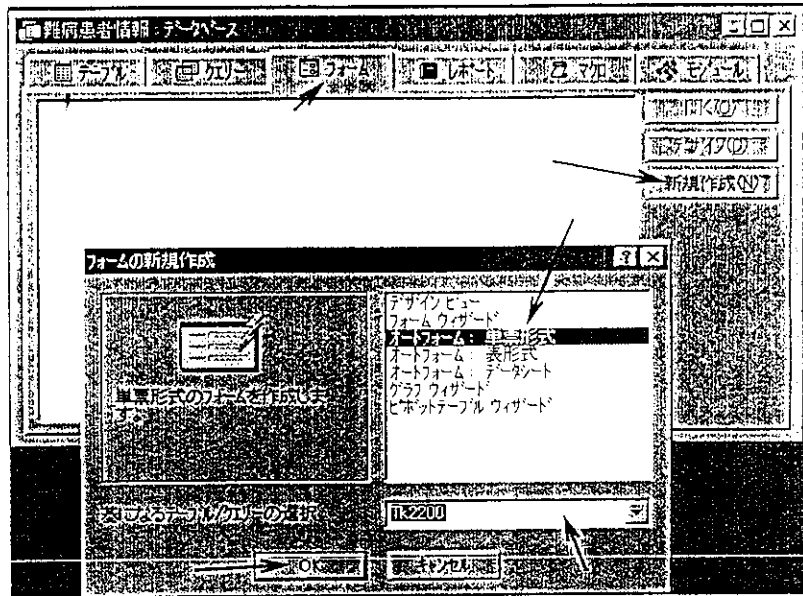 難病患者情報 : データベース
テーブル クエリー フォーム レポート マクロ モジュール
開く(O)
デザイン(D)
新規作成(N)
フォームの新規作成
デザイン ビュー
フォーム ウィザード
オートフォーム : 単票形式
オートフォーム : 表形式
オートフォーム : データシート
グラフ ウィザード
ピボットテーブル ウィザード
単票形式のフォームを作成しま
す。
基になるテーブル/クエリーの選択
OK キャンセル